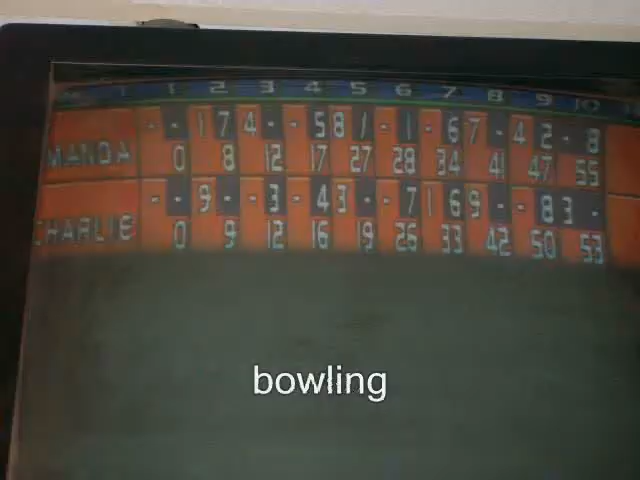 1 2 3 4 5 6 7 8 9 10
- - 1 7 4 - - 5 8 / - 1 - 6 7 - 4 2 - 8
MANDA 0 8 12 17 27 28 34 41 47 55
- - 9 - - 3 - 4 3 - - 7 1 6 9 - - 8 3 -
CHARLIE 0 9 12 16 19 26 33 42 50 53
bowling